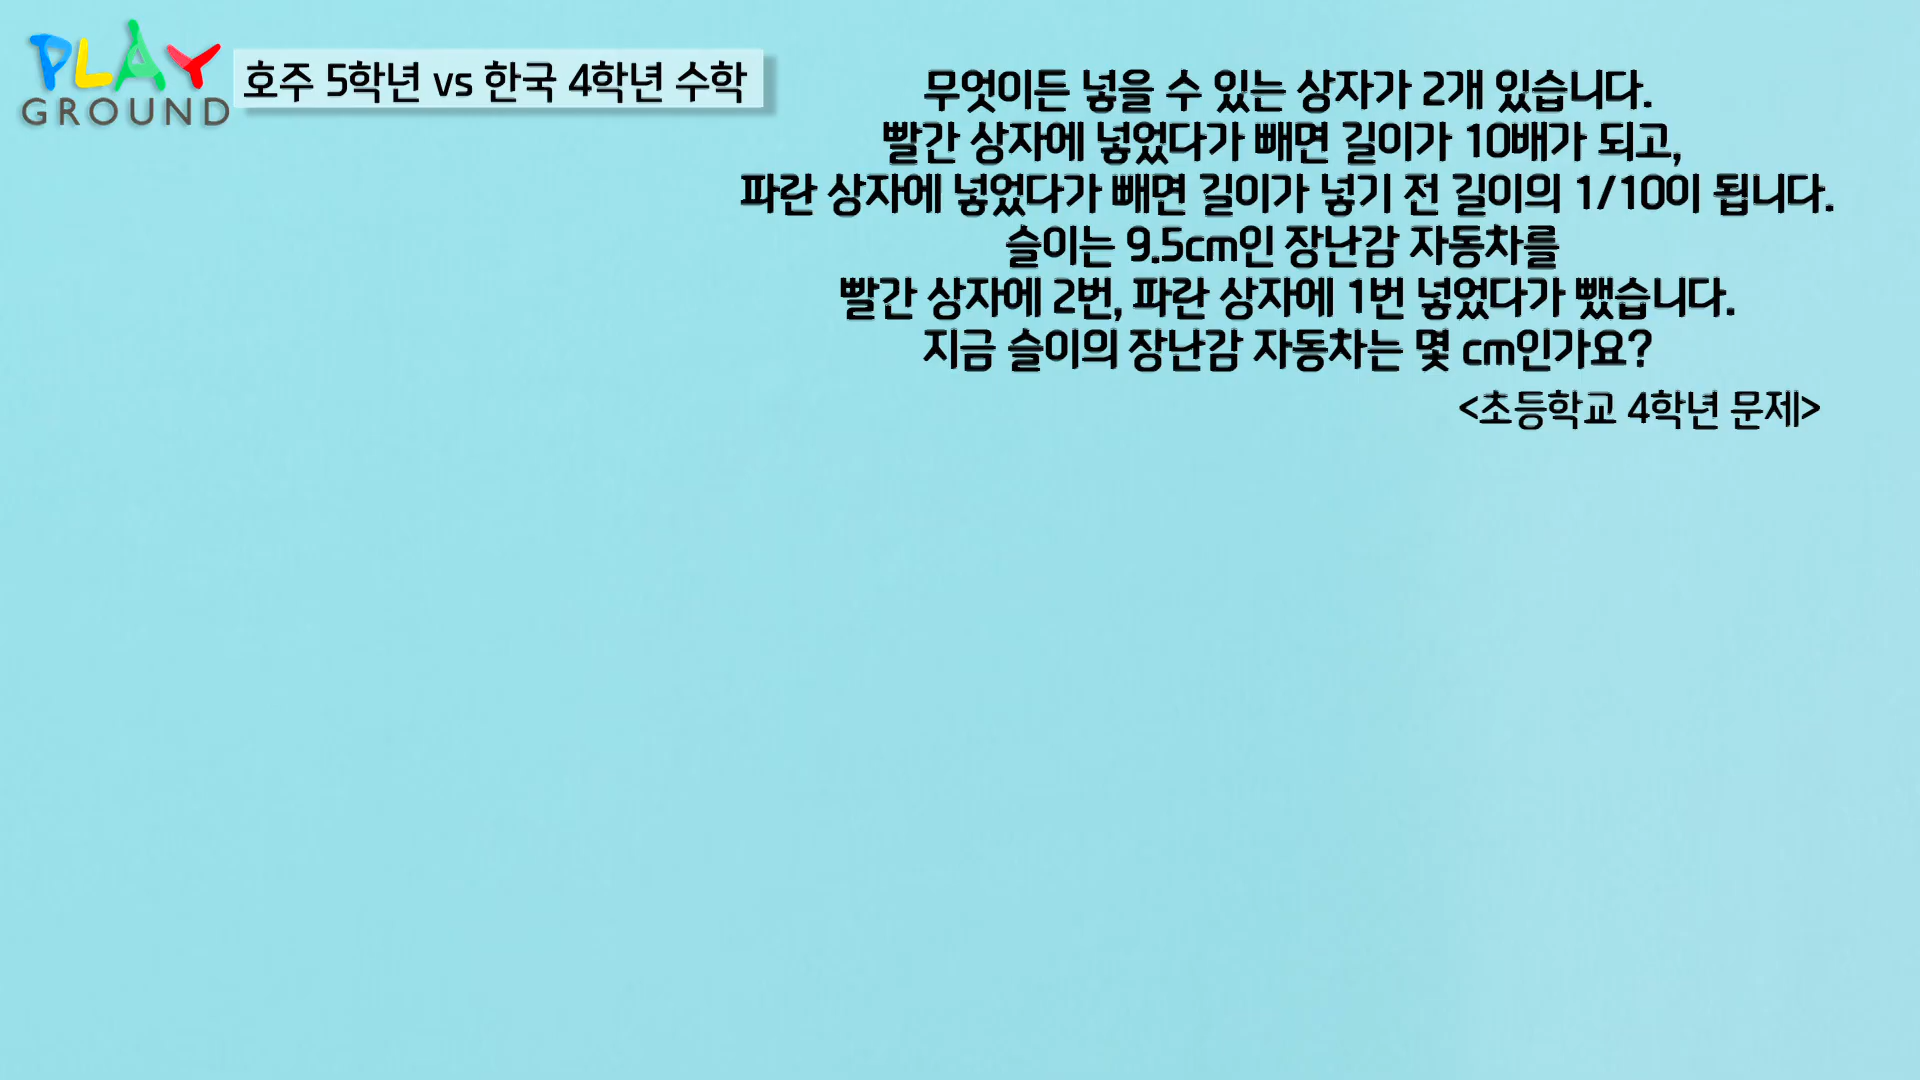 PLAY
GROUND
호주 5학년 vs 한국 4학년 수학
무엇이든 넣을 수 있는 상자가 2개 있습니다.
빨간 상자에 넣었다가 빼면 길이가 10배가 되고,
파란 상자에 넣었다가 빼면 길이가 넣기 전 길이의 1/10이 됩니다.
슬이는 9.5cm인 장난감 자동차를
빨간 상자에 2번, 파란 상자에 1번 넣었다가 뺐습니다.
지금 슬이의 장난감 자동차는 몇 cm인가요?
<초등학교 4학년 문제>